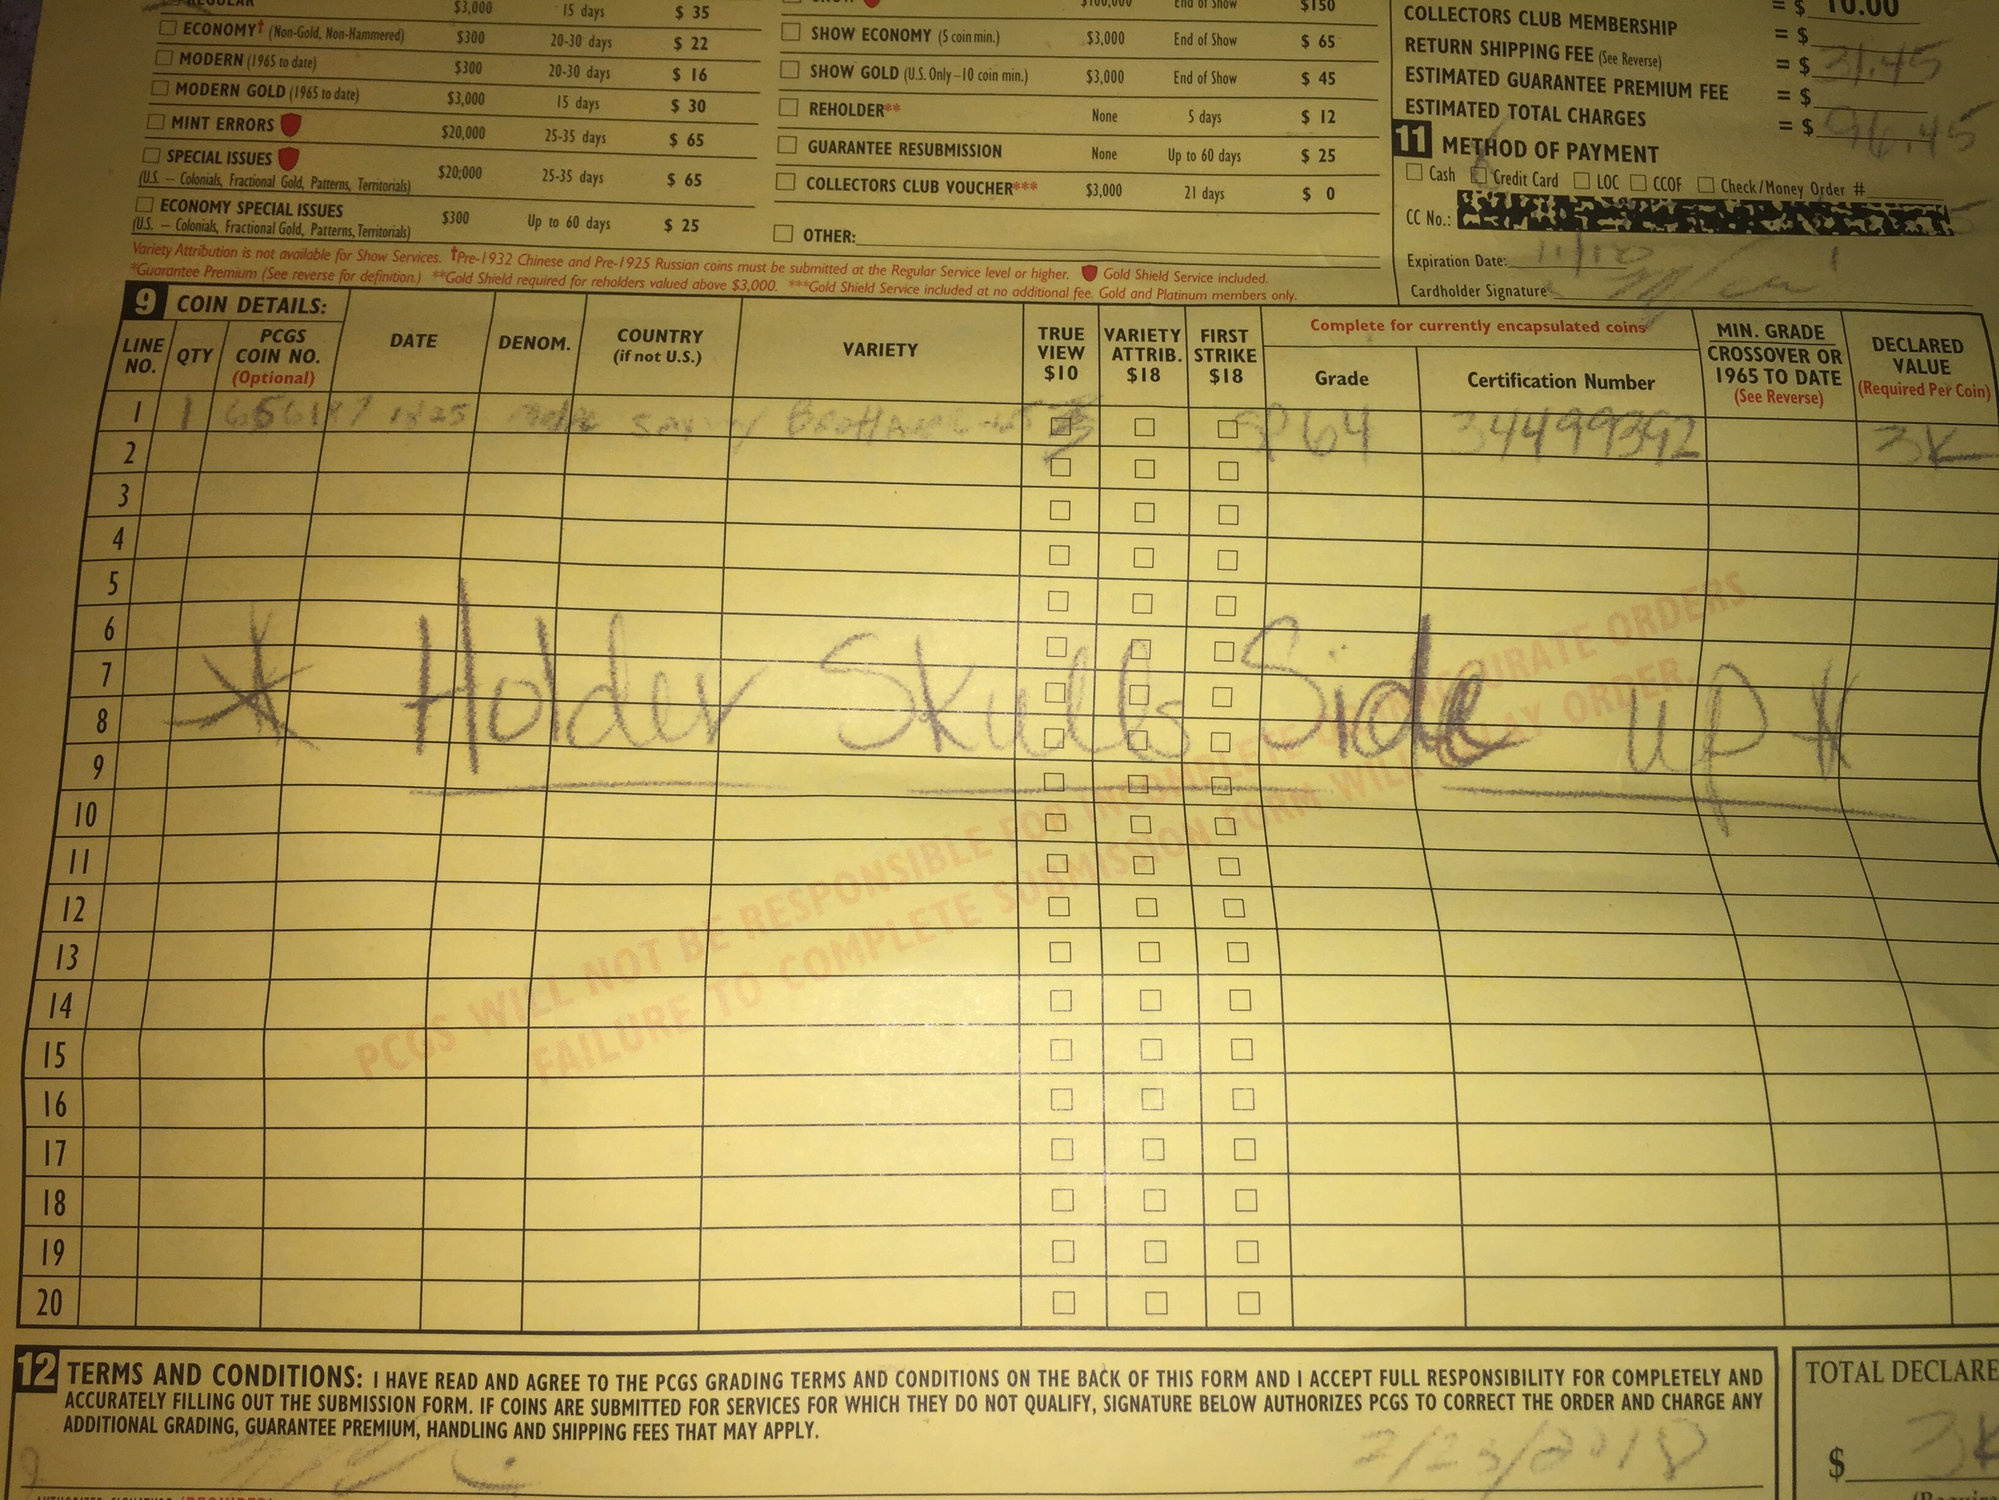 REGULAR $3,000 15 days $ 35
ECONOMY† (Non-Gold, Non-Hammered) $300 20-30 days $ 22
MODERN (1965 to date) $300 20-30 days $ 16
MODERN GOLD (1965 to date) $3,000 15 days $ 30
MINT ERRORS $20,000 25-35 days $ 65
SPECIAL ISSUES $20,000 25-35 days $ 65
(U.S. – Colonials, Fractional Gold, Patterns, Territorials)
ECONOMY SPECIAL ISSUES $300 Up to 60 days $ 25
(U.S. – Colonials, Fractional Gold, Patterns, Territorials)
$100,000 End of Show $150
SHOW ECONOMY (5 coin min.) $3,000 End of Show $ 65
SHOW GOLD (U.S. Only–10 coin min.) $3,000 End of Show $ 45
REHOLDER** None 5 days $ 12
GUARANTEE RESUBMISSION None Up to 60 days $ 25
COLLECTORS CLUB VOUCHER*** $3,000 21 days $ 0
OTHER:
= $ 10.00
COLLECTORS CLUB MEMBERSHIP = $
RETURN SHIPPING FEE (See Reverse) = $ 31.45
ESTIMATED GUARANTEE PREMIUM FEE = $
ESTIMATED TOTAL CHARGES = $ 96.45
11 METHOD OF PAYMENT
Cash Credit Card LOC CCOF Check/Money Order #
CC No.:
Expiration Date:
Cardholder Signature
Variety Attribution is not available for Show Services. †Pre-1932 Chinese and Pre-1925 Russian coins must be submitted at the Regular Service level or higher. Gold Shield Service included.
*Guarantee Premium (See reverse for definition.) **Gold Shield required for reholders valued above $3,000. ***Gold Shield Service included at no additional fee. Gold and Platinum members only.
9 COIN DETAILS:
LINE NO. QTY PCGS COIN NO. (Optional) DATE DENOM. COUNTRY (if not U.S.) VARIETY TRUE VIEW $10 VARIETY ATTRIB. $18 FIRST STRIKE $18 Complete for currently encapsulated coins Grade Certification Number MIN. GRADE CROSSOVER OR 1965 TO DATE (See Reverse) DECLARED VALUE (Required Per Coin)
1 1 656187 1825 SP64 34499392 3K
2
3
4
5
6
7
8
9
10
11
12
13
14
15
16
17
18
19
20
* Holder Skulls Side up *
PCGS WILL NOT BE RESPONSIBLE FOR INCOMPLETE OR INACCURATE ORDERS.
FAILURE TO COMPLETE SUBMISSION FORM WILL DELAY ORDER.
12 TERMS AND CONDITIONS: I HAVE READ AND AGREE TO THE PCGS GRADING TERMS AND CONDITIONS ON THE BACK OF THIS FORM AND I ACCEPT FULL RESPONSIBILITY FOR COMPLETELY AND
ACCURATELY FILLING OUT THE SUBMISSION FORM. IF COINS ARE SUBMITTED FOR SERVICES FOR WHICH THEY DO NOT QUALIFY, SIGNATURE BELOW AUTHORIZES PCGS TO CORRECT THE ORDER AND CHARGE ANY
ADDITIONAL GRADING, GUARANTEE PREMIUM, HANDLING AND SHIPPING FEES THAT MAY APPLY.
2/23/2018
TOTAL DECLARE
$ 3K